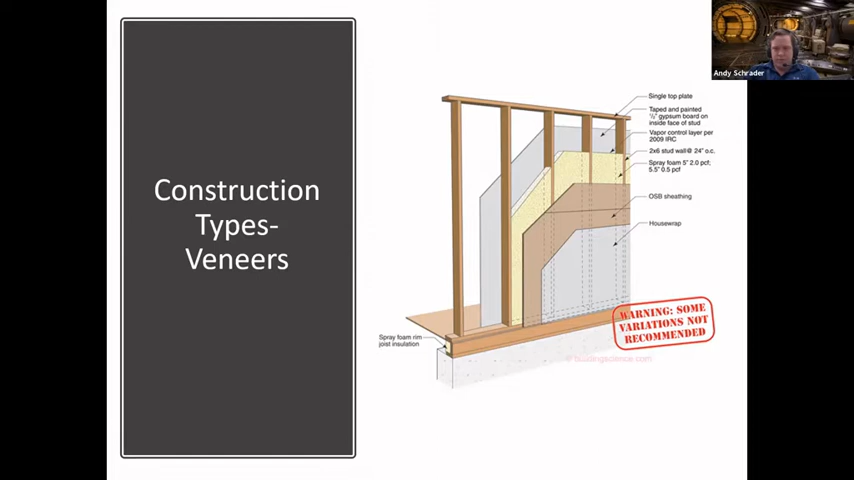 Andy Schrader
Construction
Types-
Veneers
Single top plate
Taped and painted
½" gypsum board on
inside face of stud
Vapor control layer per
2009 IRC
2x6 stud wall@ 24" o.c.
Spray foam 5" 2.0 pcf;
5.5" 0.5 pcf
OSB sheathing
Housewrap
Spray foam rim
joist insulation
WARNING: SOME
VARIATIONS NOT
RECOMMENDED
© buildingscience.com